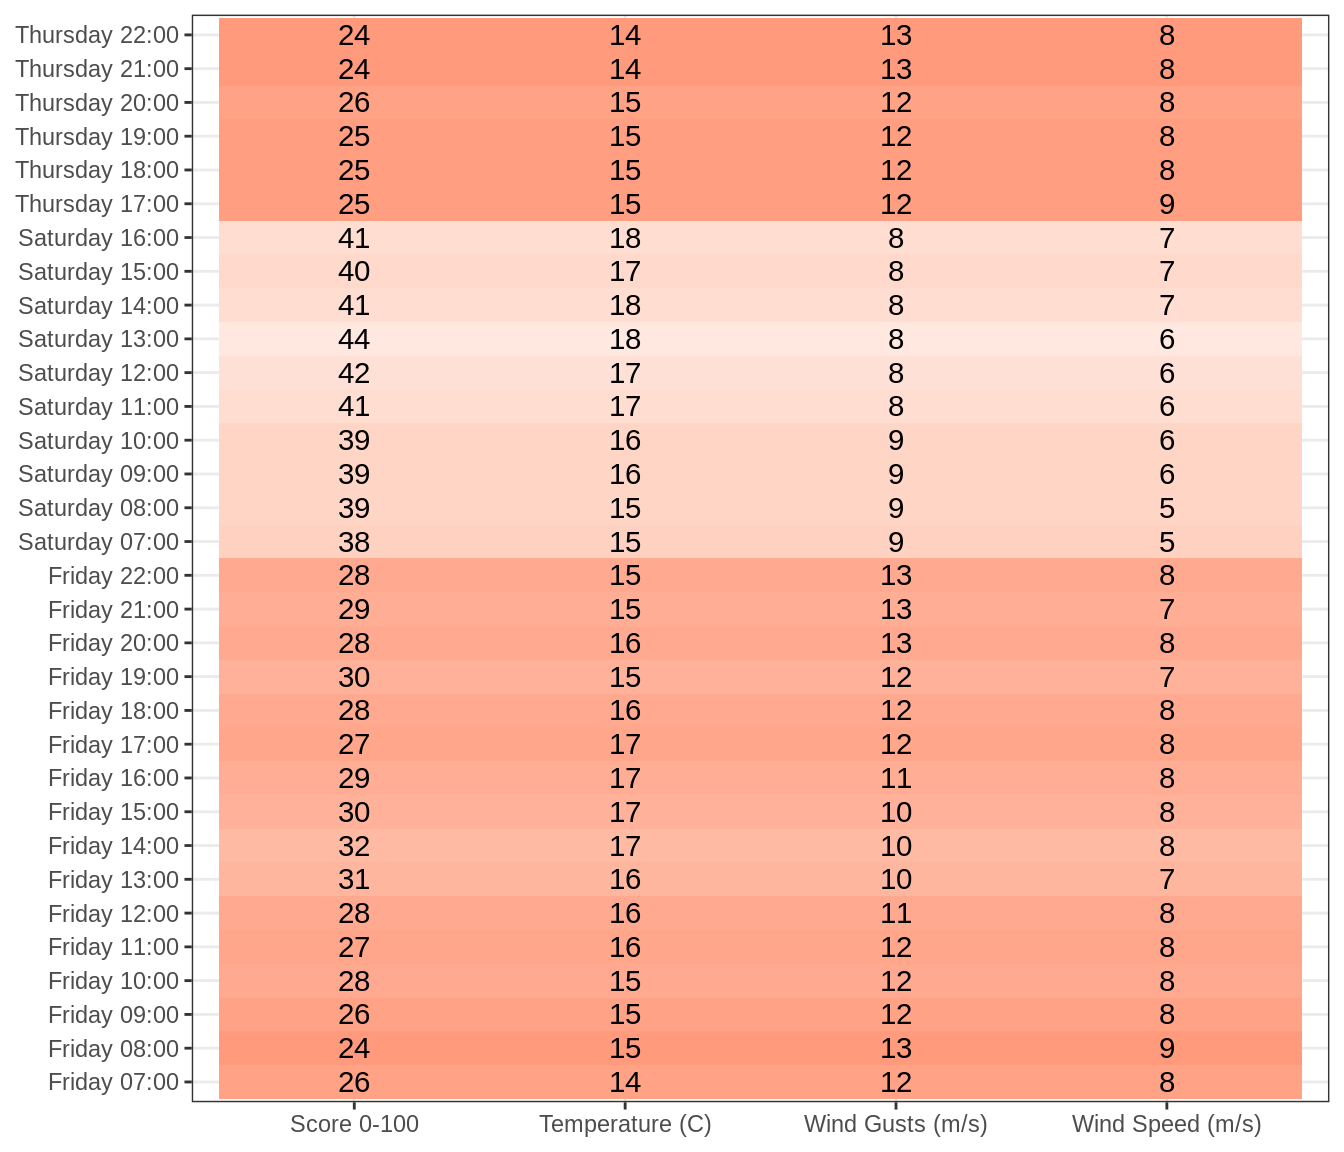 Thursday 22:00 24 14 13 8
Thursday 21:00 24 14 13 8
Thursday 20:00 26 15 12 8
Thursday 19:00 25 15 12 8
Thursday 18:00 25 15 12 8
Thursday 17:00 25 15 12 9
Saturday 16:00 41 18 8 7
Saturday 15:00 40 17 8 7
Saturday 14:00 41 18 8 7
Saturday 13:00 44 18 8 6
Saturday 12:00 42 17 8 6
Saturday 11:00 41 17 8 6
Saturday 10:00 39 16 9 6
Saturday 09:00 39 16 9 6
Saturday 08:00 39 15 9 5
Saturday 07:00 38 15 9 5
Friday 22:00 28 15 13 8
Friday 21:00 29 15 13 7
Friday 20:00 28 16 13 8
Friday 19:00 30 15 12 7
Friday 18:00 28 16 12 8
Friday 17:00 27 17 12 8
Friday 16:00 29 17 11 8
Friday 15:00 30 17 10 8
Friday 14:00 32 17 10 8
Friday 13:00 31 16 10 7
Friday 12:00 28 16 11 8
Friday 11:00 27 16 12 8
Friday 10:00 28 15 12 8
Friday 09:00 26 15 12 8
Friday 08:00 24 15 13 9
Friday 07:00 26 14 12 8
Score 0-100 Temperature (C) Wind Gusts (m/s) Wind Speed (m/s)